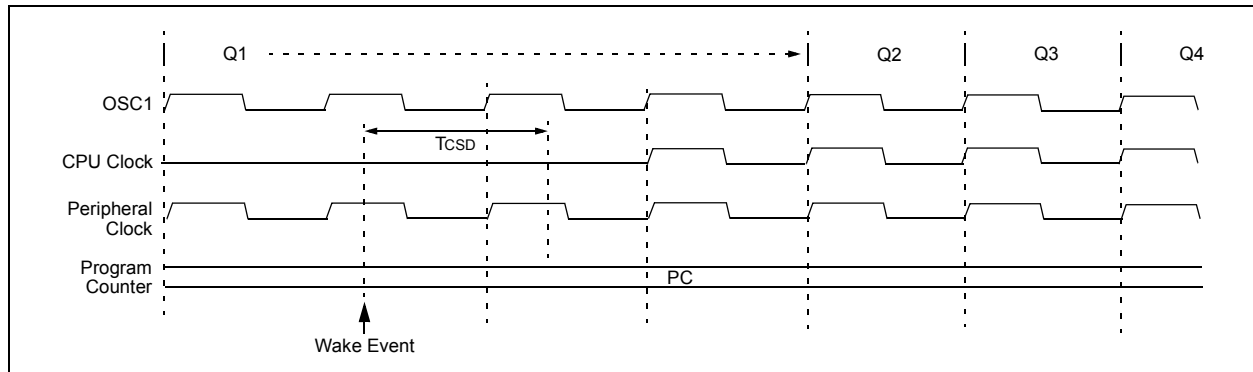 Q1 Q2 Q3 Q4
OSC1
TCSD
CPU Clock
Peripheral
Clock
Program
Counter
PC
Wake Event